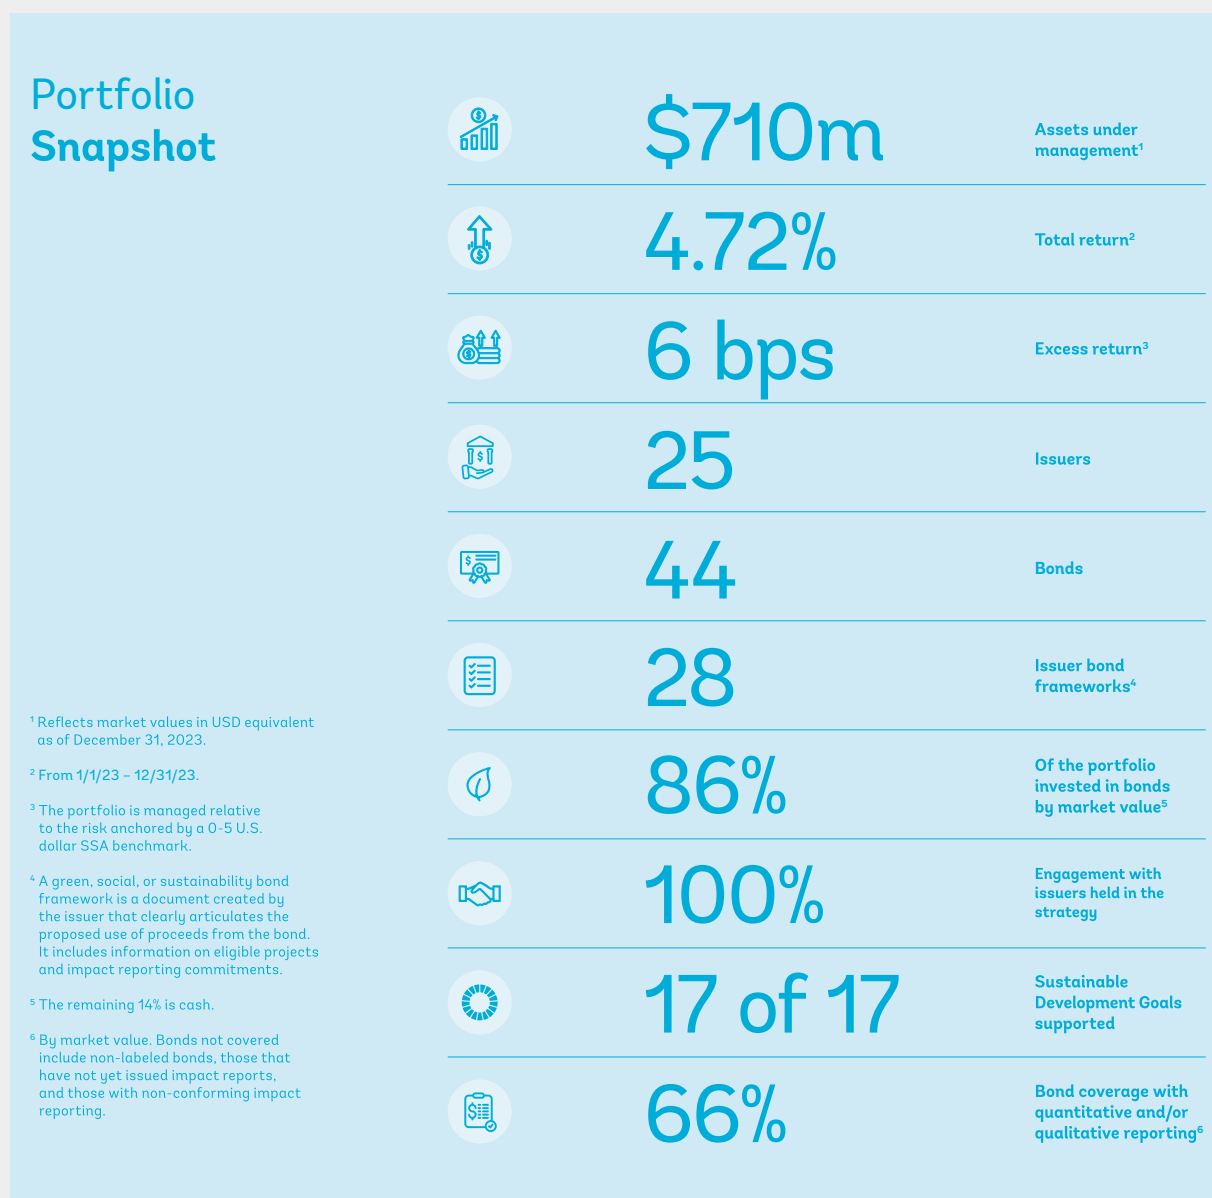 Portfolio
Snapshot
$710m
Assets under
management¹
4.72%
Total return²
6 bps
Excess return³
25
Issuers
44
Bonds
28
Issuer bond
frameworks⁴
86%
Of the portfolio
invested in bonds
by market value⁵
100%
Engagement with
issuers held in the
strategy
17 of 17
Sustainable
Development Goals
supported
66%
Bond coverage with
quantitative and/or
qualitative reporting⁶
¹ Reflects market values in USD equivalent
as of December 31, 2023.
² From 1/1/23 – 12/31/23.
³ The portfolio is managed relative
to the risk anchored by a 0-5 U.S.
dollar SSA benchmark.
⁴ A green, social, or sustainability bond
framework is a document created by
the issuer that clearly articulates the
proposed use of proceeds from the bond.
It includes information on eligible projects
and impact reporting commitments.
⁵ The remaining 14% is cash.
⁶ By market value. Bonds not covered
include non-labeled bonds, those that
have not yet issued impact reports,
and those with non-conforming impact
reporting.